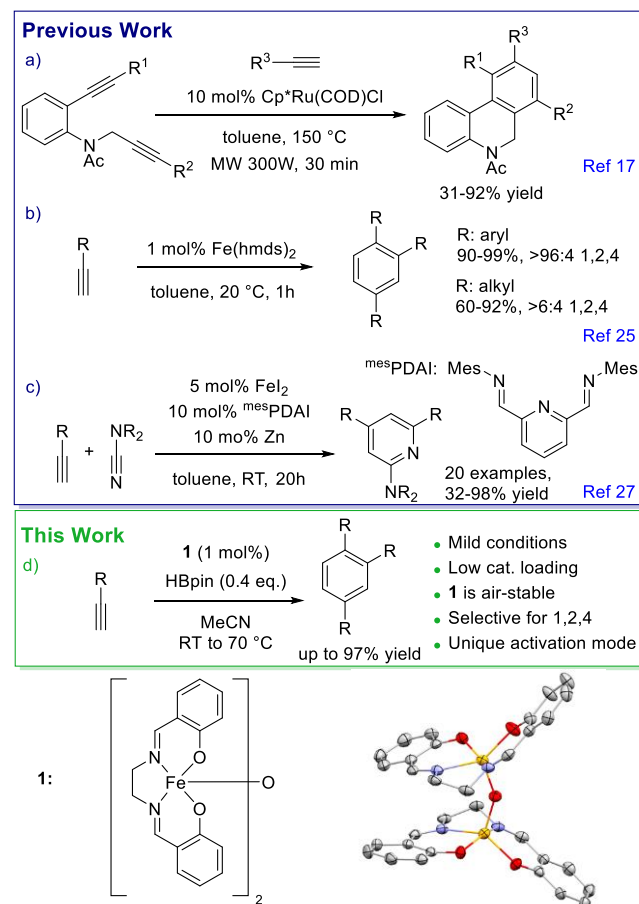 Previous Work
a)
R1
N
Ac
R2
R3
10 mol% Cp*Ru(COD)Cl
toluene, 150 °C
MW 300W, 30 min
R3
R1
R2
N
Ac
31-92% yield
Ref 17
b)
R
1 mol% Fe(hmds)2
toluene, 20 °C, 1h
R
R
R
R: aryl
90-99%, >96:4 1,2,4
R: alkyl
60-92%, >6:4 1,2,4
Ref 25
c)
R
+
NR2
N
5 mol% FeI2
10 mol% mesPDAI
10 mo% Zn
toluene, RT, 20h
R
R
N
NR2
mesPDAI:
Mes
N
N
N
Mes
20 examples,
32-98% yield
Ref 27
This Work
d)
R
1 (1 mol%)
HBpin (0.4 eq.)
MeCN
RT to 70 °C
R
R
R
up to 97% yield
• Mild conditions
• Low cat. loading
• 1 is air-stable
• Selective for 1,2,4
• Unique activation mode
1:
N
O
Fe
O
N
O
2